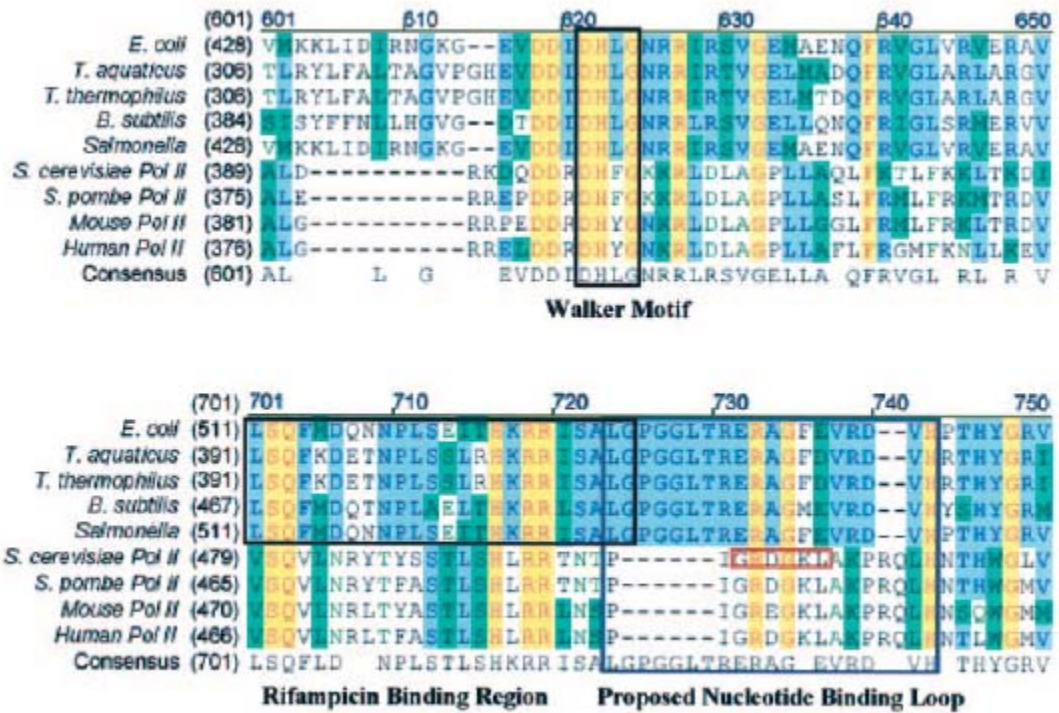 (601) 601 610 620 630 640 650
E. coli (428) VMKKLIDIRNGKG--EVDDIDHLGNRRIRSVGEMAENQFRVGLVRVERAV
T. aquaticus (306) TLRYLFALTAGVPGHEVDDIDHLGNRRIRTVGELMADQFRVGLARLARGV
T. thermophilus (306) TLRYLFALTAGVPGHEVDDIDHLGNRRIRTVGELMTDQFRVGLARLARGV
B. subtilis (384) SISYFFNLLHGVG--DTDDIDHLGNRRLRSVGELLQNQFRIGLSRMERVV
Salmonella (428) VMKKLIDIRNGKG--EVDDIDHLGNRRIRSVGEMAENQFRVGLVRVERAV
S. cerevisiae Pol II (389) ALD----------RKDQDDRDHFGKKRLDLAGPLLAQLFKTLFKKLTKDI
S. pombe Pol II (375) ALE----------RREPDDRDHFGKKRLDLAGPLLASLFRMLFRKMTRDV
Mouse Pol II (381) ALG----------RRPEDDRDHYGNKRLDLAGPLLGGLFRMLFRKLTRDV
Human Pol II (376) ALG----------RRELDDRDHYGNKRLDLAGPLLAFLFRGMFKNLLKEV
Consensus (601) AL L G EVDDIDHLGNRRLRSVGELLA QFRVGL RL R V
Walker Motif
(701) 701 710 720 730 740 750
E. coli (511) LSQFMDQNNPLSEITHKRRISALGPGGLTRERAGFEVRD--VHPTHYGRV
T. aquaticus (391) LSQFKDETNPLSSLRHKRRISALGPGGLTRERAGFDVRD--VHRTHYGRI
T. thermophilus (391) LSQFKDETNPLSSLRHKRRISALGPGGLTRERAGFDVRD--VHRTHYGRI
B. subtilis (467) LSQFMDQTNPLAELTHKRRLSALGPGGLTRERAGMEVRD--VHYSHYGRM
Salmonella (511) LSQFMDQNNPLSEITHKRRISALGPGGLTRERAGFEVRD--VHPTHYGRV
S. cerevisiae Pol II (479) VSQVLNRYTYSSTLSHLRRTNTP------IGRDGKLAKPRQLHNTHWGLV
S. pombe Pol II (465) VSQVLNRYTYSSTLSHLRRTNTP------IGRDGKLAKPRQLHNTHWGMV
Mouse Pol II (470) VSQVLNRLTYASTLSHLRRLNSP------IGREGKLAKPRQLHNSQWGMM
Human Pol II (466) VSQVLNRLTFASTLSHLRRLNSP------IGRDGKLAKPRQLHNTLWGMV
Consensus (701) LSQFLD NPLSTLSHKRRISALGPGGLTRERAG EVRD VH THYGRV
Rifampicin Binding Region Proposed Nucleotide Binding Loop